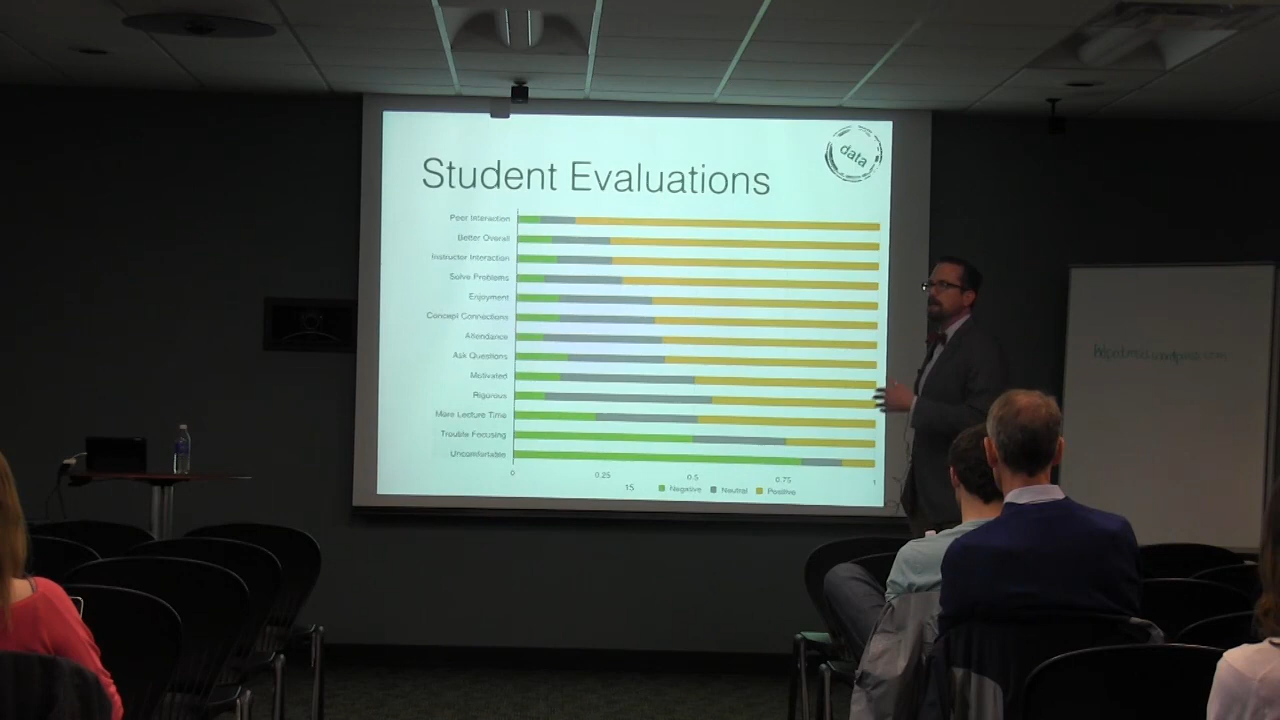 data
Student Evaluations
Peer Interaction
Better Overall
Instructor Interaction
Solve Problems
Enjoyment
Concept Connections
Attendance
Ask Questions
Motivated
Rigorous
More Lecture Time
Trouble Focusing
Uncomfortable
0 0.25 0.5 0.75 1
15
Negative Neutral Positive